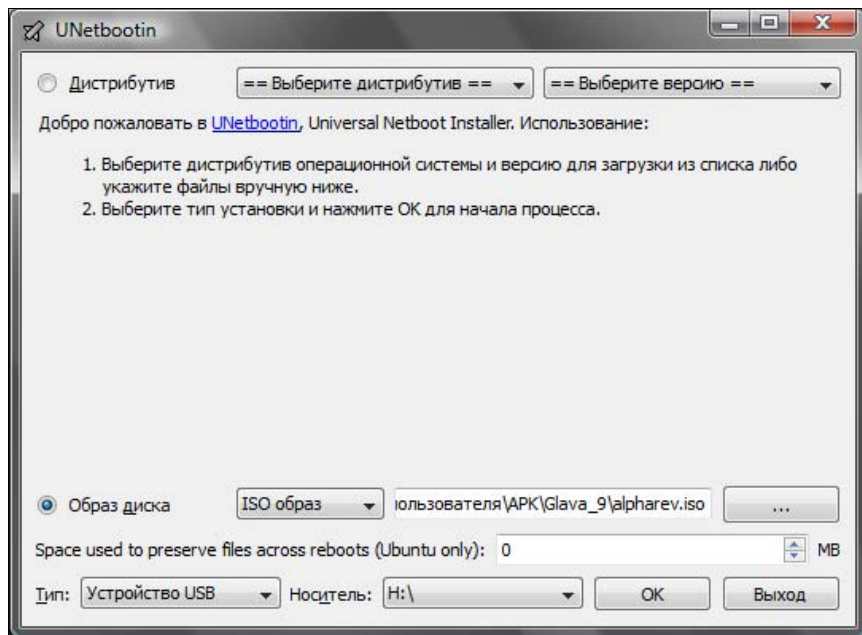 UNetbootin
Дистрибутив == Выберите дистрибутив == == Выберите версию ==
Добро пожаловать в UNetbootin, Universal Netboot Installer. Использование:
1. Выберите дистрибутив операционной системы и версию для загрузки из списка либо
укажите файлы вручную ниже.
2. Выберите тип установки и нажмите OK для начала процесса.
Образ диска ISO образ ользователя\APK\Glava_9\alpharev.iso ...
Space used to preserve files across reboots (Ubuntu only): 0 MB
Тип: Устройство USB Носитель: H:\ OK Выход